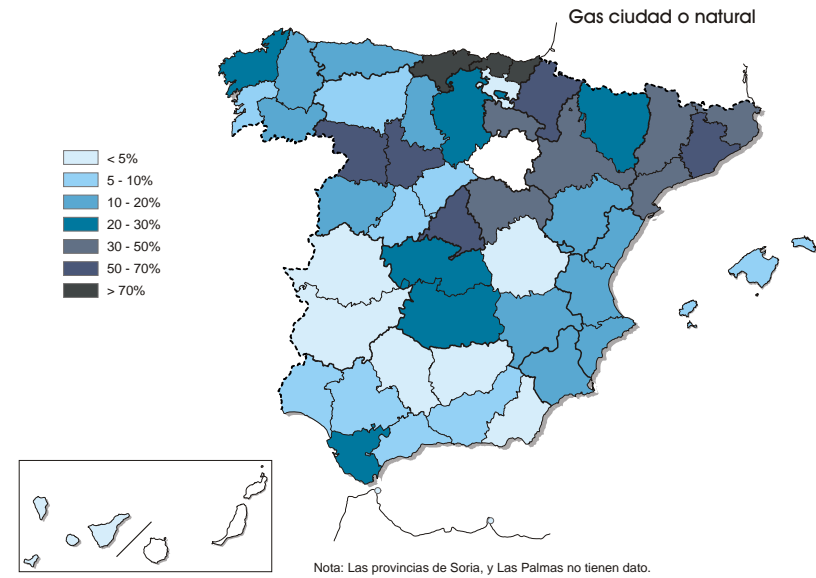 Gas ciudad o natural
< 5%
5 - 10%
10 - 20%
20 - 30%
30 - 50%
50 - 70%
> 70%
Nota: Las provincias de Soria, y Las Palmas no tienen dato.